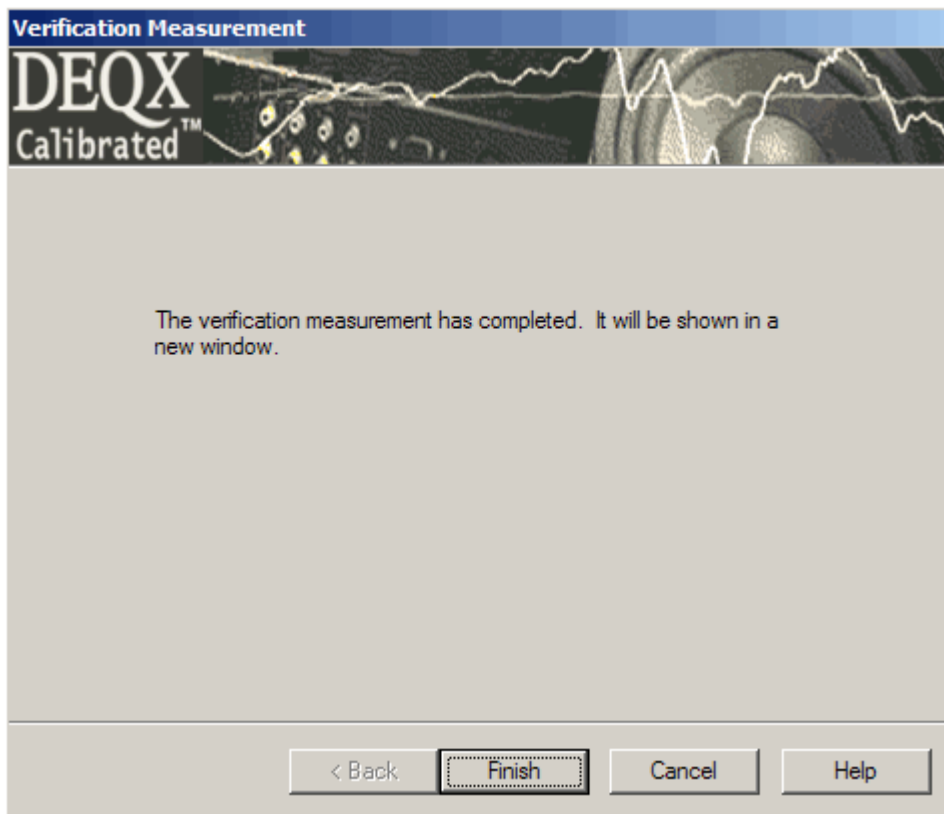 Verification Measurement
DEQX
Calibrated™
The verification measurement has completed.  It will be shown in a
new window.
< Back
Finish
Cancel
Help